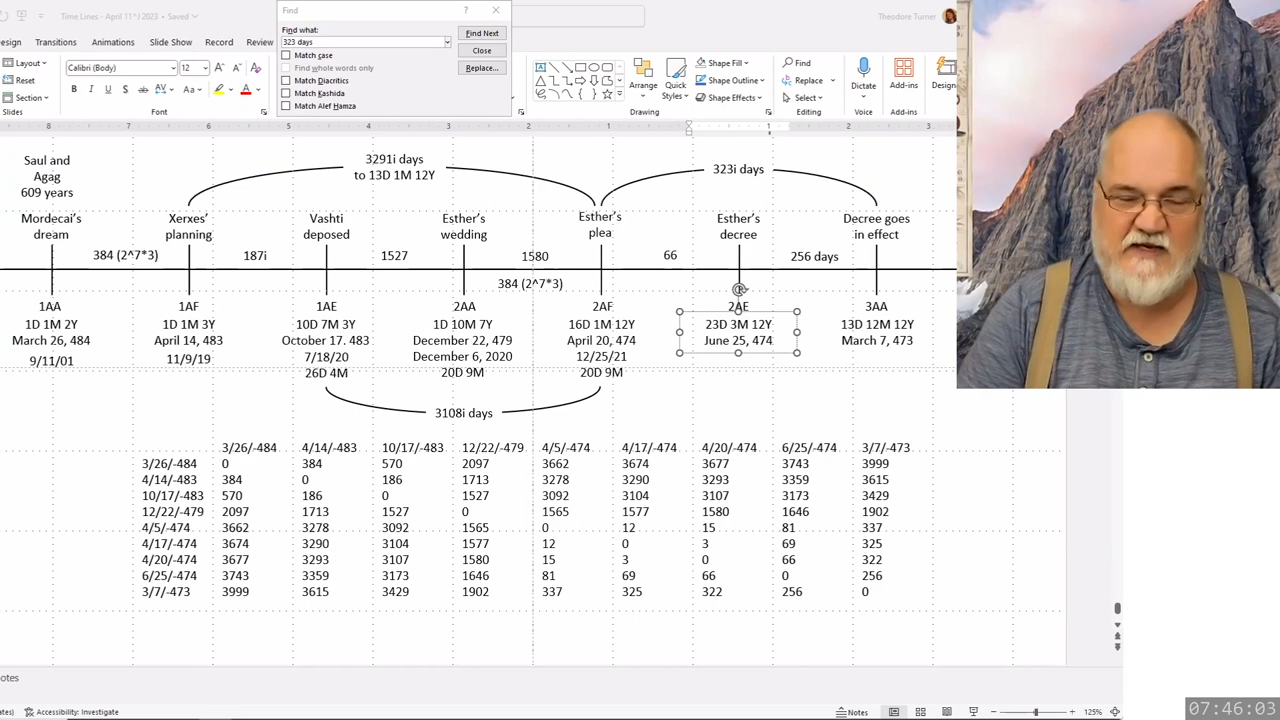 Time Lines - April 11^J 2023 • Saved
Find
?
Theodore Turner
Find what:
323 days
Find Next
Match case
Close
Find whole words only
Replace...
Match Diacritics
Match Kashida
Match Alef Hamza
Design
Transitions
Animations
Slide Show
Record
Review
Layout
Reset
Section
Slides
Calibri (Body)
12
Font
Arrange
Quick
Styles
Shape Fill
Shape Outline
Shape Effects
Drawing
Find
Replace
Select
Editing
Dictate
Voice
Add-ins
Add-ins
Design
8 7 6 5 4 3 2 1 1 2 3
Saul and
Agag
609 years
3291i days
to 13D 1M 12Y
323i days
Mordecai's
dream
Xerxes'
planning
Vashti
deposed
Esther's
wedding
Esther's
plea
Esther's
decree
Decree goes
in effect
384 (2^7*3) 187i 1527 1580 66 256 days
384 (2^7*3)
1AA
1D 1M 2Y
March 26, 484
9/11/01
1AF
1D 1M 3Y
April 14, 483
11/9/19
1AE
10D 7M 3Y
October 17. 483
7/18/20
26D 4M
2AA
1D 10M 7Y
December 22, 479
December 6, 2020
20D 9M
2AF
16D 1M 12Y
April 20, 474
12/25/21
20D 9M
2AE
23D 3M 12Y
June 25, 474
3AA
13D 12M 12Y
March 7, 473
3108i days
3/26/-484 4/14/-483 10/17/-483 12/22/-479 4/5/-474 4/17/-474 4/20/-474 6/25/-474 3/7/-473
3/26/-484 0 384 570 2097 3662 3674 3677 3743 3999
4/14/-483 384 0 186 1713 3278 3290 3293 3359 3615
10/17/-483 570 186 0 1527 3092 3104 3107 3173 3429
12/22/-479 2097 1713 1527 0 1565 1577 1580 1646 1902
4/5/-474 3662 3278 3092 1565 0 12 15 81 337
4/17/-474 3674 3290 3104 1577 12 0 3 69 325
4/20/-474 3677 3293 3107 1580 15 3 0 66 322
6/25/-474 3743 3359 3173 1646 81 69 66 0 256
3/7/-473 3999 3615 3429 1902 337 325 322 256 0
otes
ates)
Accessibility: Investigate
Notes
125%
07:46:03